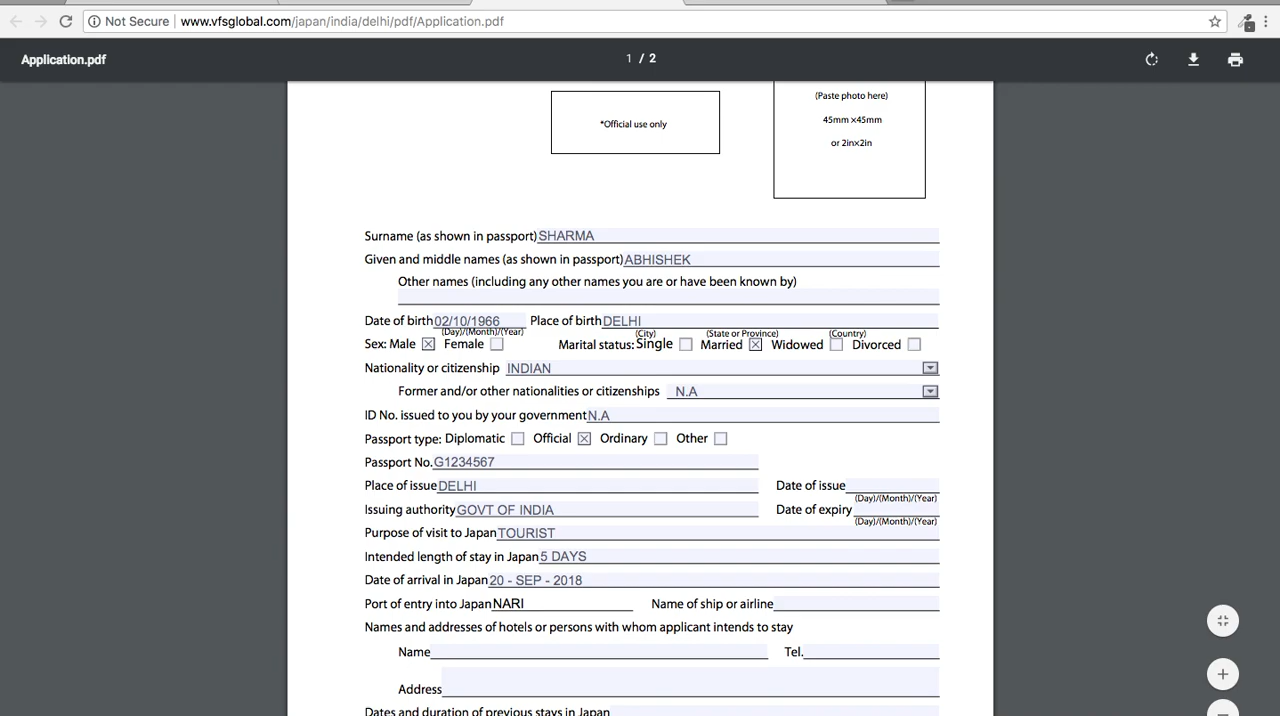 Not Secure www.vfsglobal.com/japan/india/delhi/pdf/Application.pdf
Application.pdf 1 / 2
*Official use only
(Paste photo here)
45mm ×45mm
or 2in×2in
Surname (as shown in passport) SHARMA
Given and middle names (as shown in passport) ABHISHEK
Other names (including any other names you are or have been known by)
Date of birth 02/10/1966 Place of birth DELHI
(Day)/(Month)/(Year) (City) (State or Province) (Country)
Sex: Male Female Marital status: Single Married Widowed Divorced
Nationality or citizenship INDIAN
Former and/or other nationalities or citizenships N.A
ID No. issued to you by your government N.A
Passport type: Diplomatic Official Ordinary Other
Passport No. G1234567
Place of issue DELHI Date of issue
(Day)/(Month)/(Year)
Issuing authority GOVT OF INDIA Date of expiry
(Day)/(Month)/(Year)
Purpose of visit to Japan TOURIST
Intended length of stay in Japan 5 DAYS
Date of arrival in Japan 20 - SEP - 2018
Port of entry into Japan NARI Name of ship or airline
Names and addresses of hotels or persons with whom applicant intends to stay
Name Tel.
Address
Dates and duration of previous stays in Japan